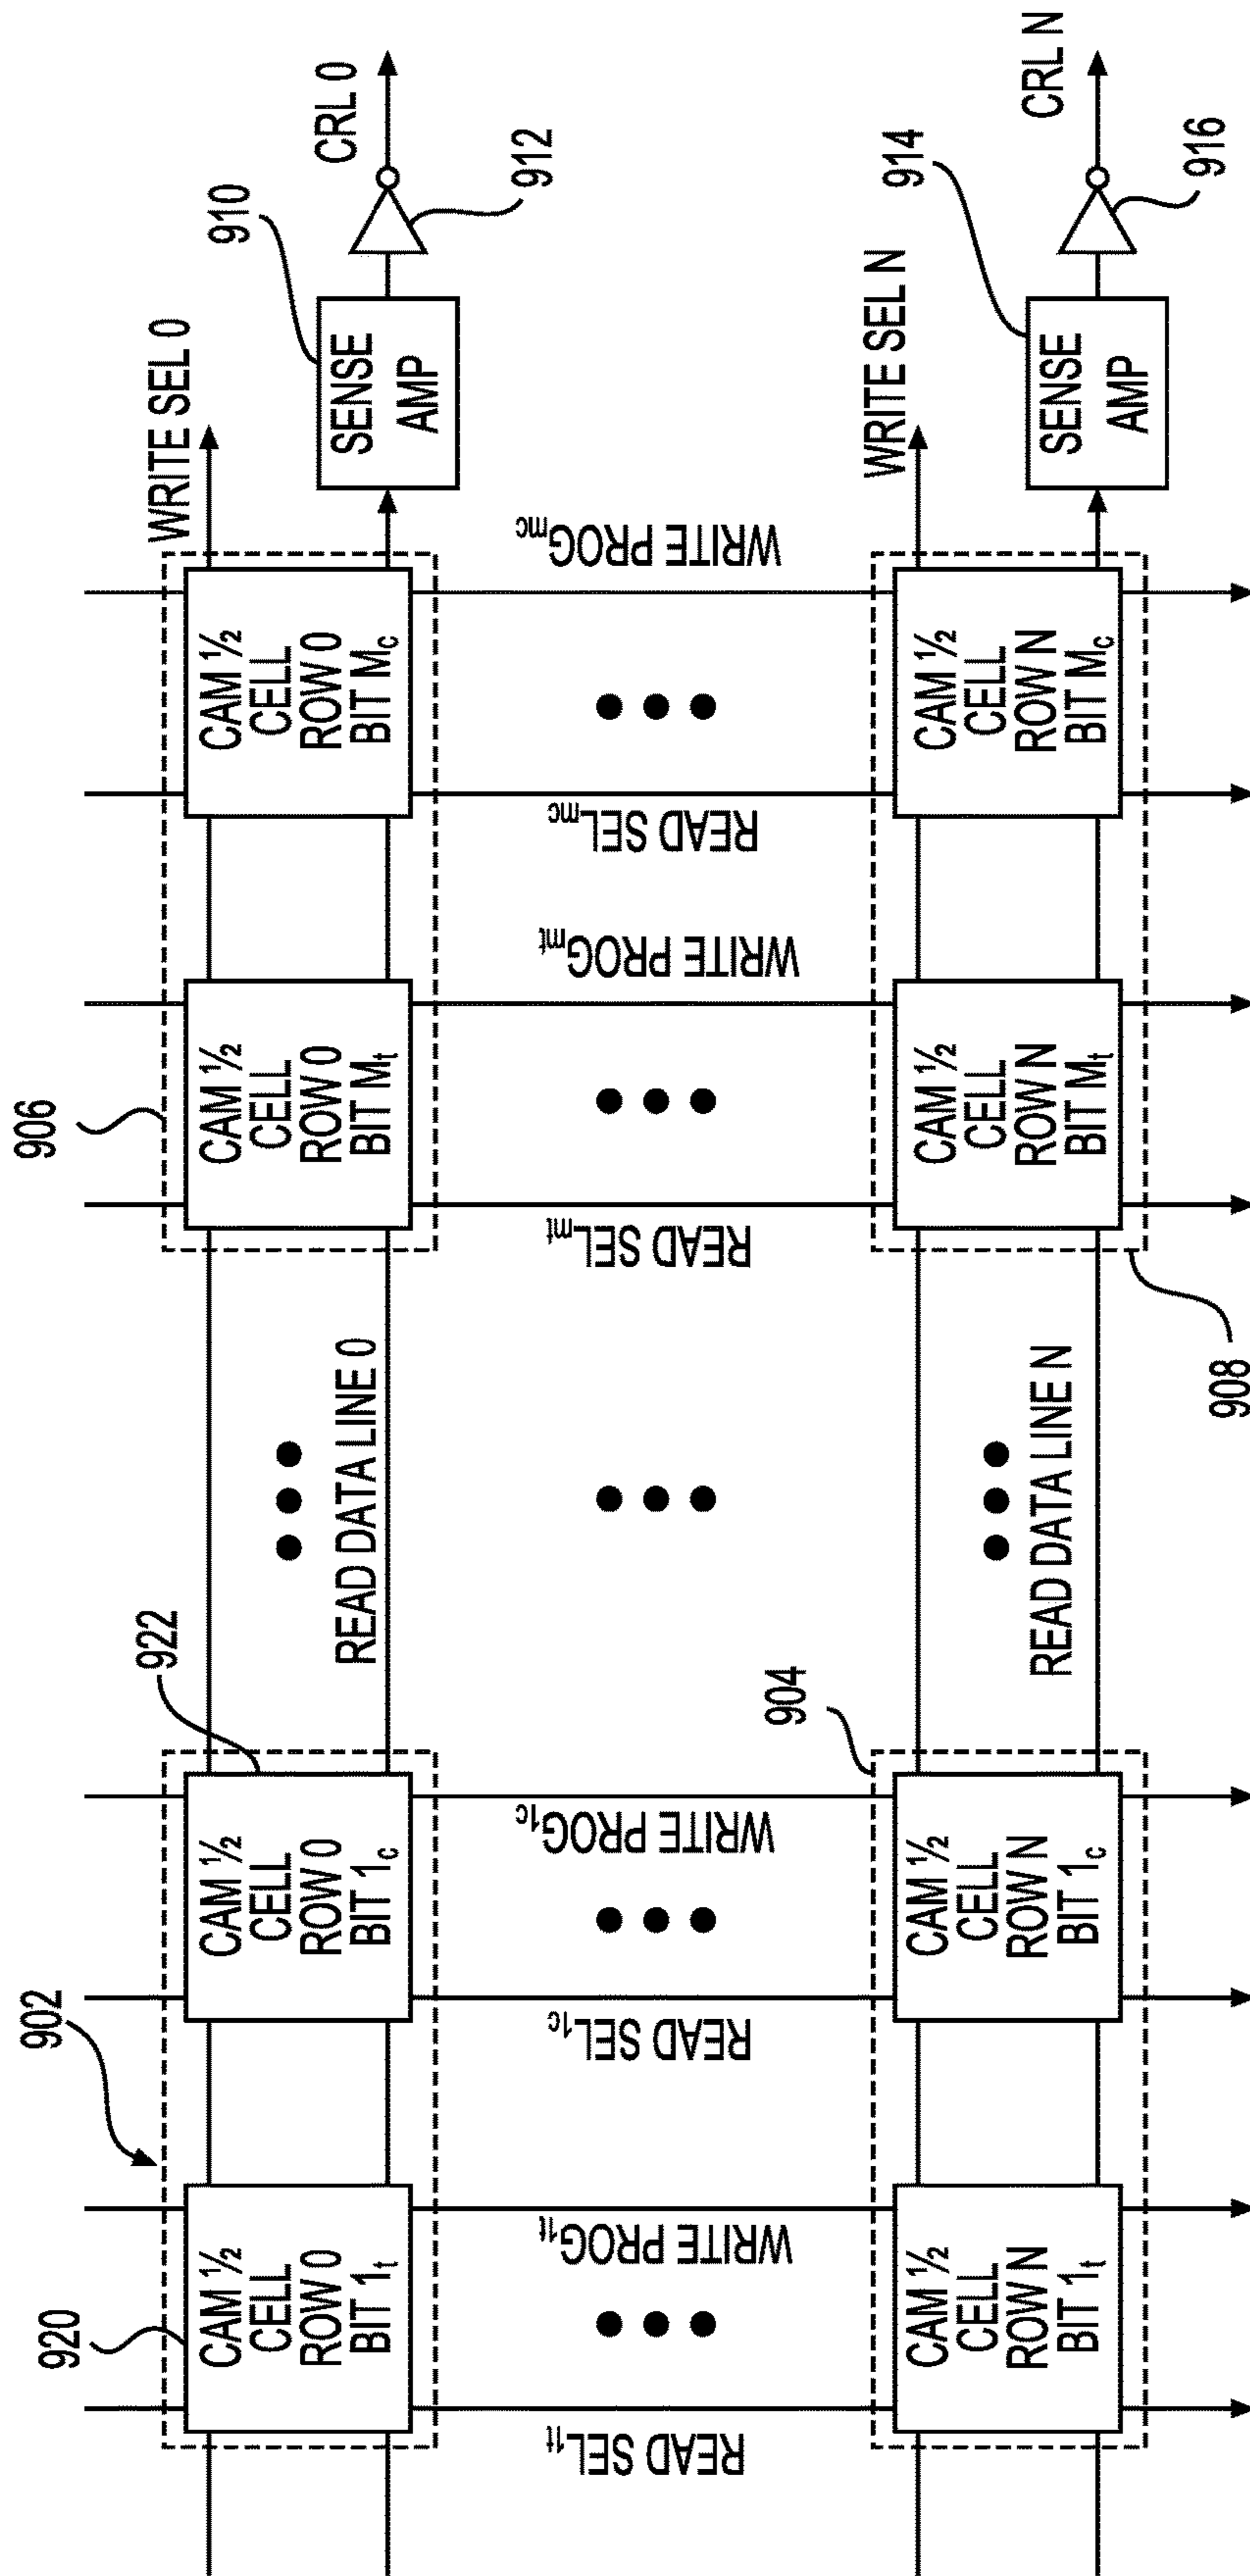 902
920
922
906
910
912
CAM ½
CELL
ROW 0
BIT 1t
CAM ½
CELL
ROW 0
BIT 1c
READ DATA LINE 0
CAM ½
CELL
ROW 0
BIT Mt
CAM ½
CELL
ROW 0
BIT Mc
WRITE SEL 0
SENSE
AMP
CRL 0
READ SEL1t
WRITE PROG1t
READ SEL1c
WRITE PROG1c
READ SELmt
WRITE PROGmt
READ SELmc
WRITE PROGmc
904
908
914
916
CAM ½
CELL
ROW N
BIT 1t
CAM ½
CELL
ROW N
BIT 1c
READ DATA LINE N
CAM ½
CELL
ROW N
BIT Mt
CAM ½
CELL
ROW N
BIT Mc
WRITE SEL N
SENSE
AMP
CRL N